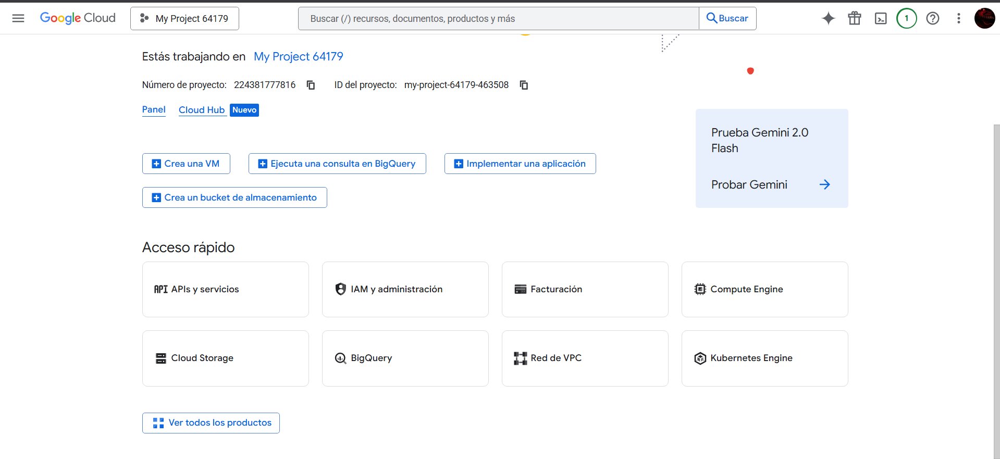 Google Cloud
My Project 64179
Buscar (/) recursos, documentos, productos y más
Buscar
1
Estás trabajando en My Project 64179
Número de proyecto: 224381777816 ID del proyecto: my-project-64179-463508
Panel Cloud Hub Nuevo
Crea una VM
Ejecuta una consulta en BigQuery
Implementar una aplicación
Crea un bucket de almacenamiento
Prueba Gemini 2.0
Flash
Probar Gemini
Acceso rápido
API APIs y servicios
IAM y administración
Facturación
Compute Engine
Cloud Storage
BigQuery
Red de VPC
Kubernetes Engine
Ver todos los productos